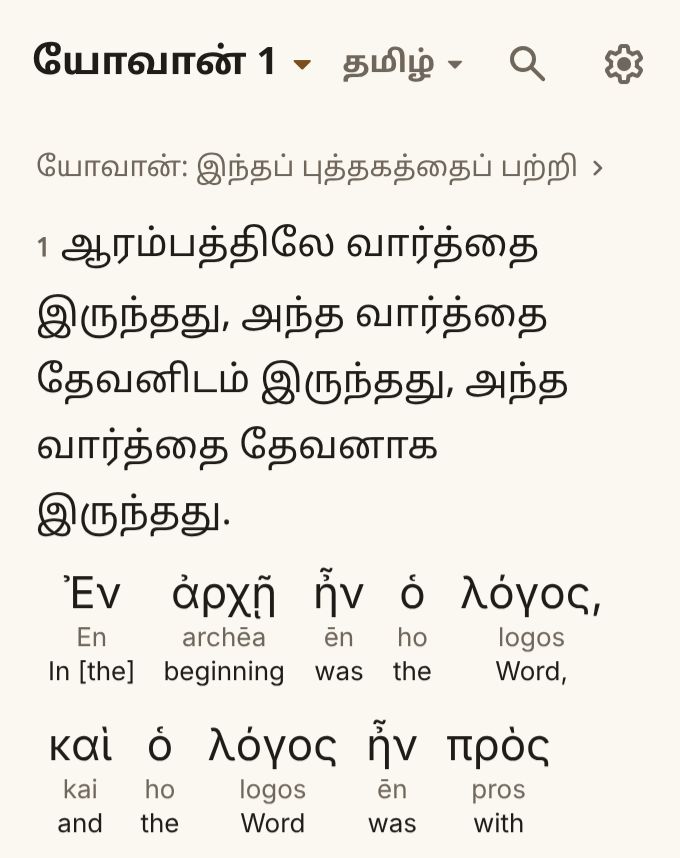 யோவான் 1 தமிழ்
யோவான்: இந்தப் புத்தகத்தைப் பற்றி ›
1 ஆரம்பத்திலே வார்த்தை
இருந்தது, அந்த வார்த்தை
தேவனிடம் இருந்தது, அந்த
வார்த்தை தேவனாக
இருந்தது.
Ἐν ἀρχῇ ἦν ὁ λόγος,
En archēa ēn ho logos
In [the] beginning was the Word,
καὶ ὁ λόγος ἦν πρὸς
kai ho logos ēn pros
and the Word was with